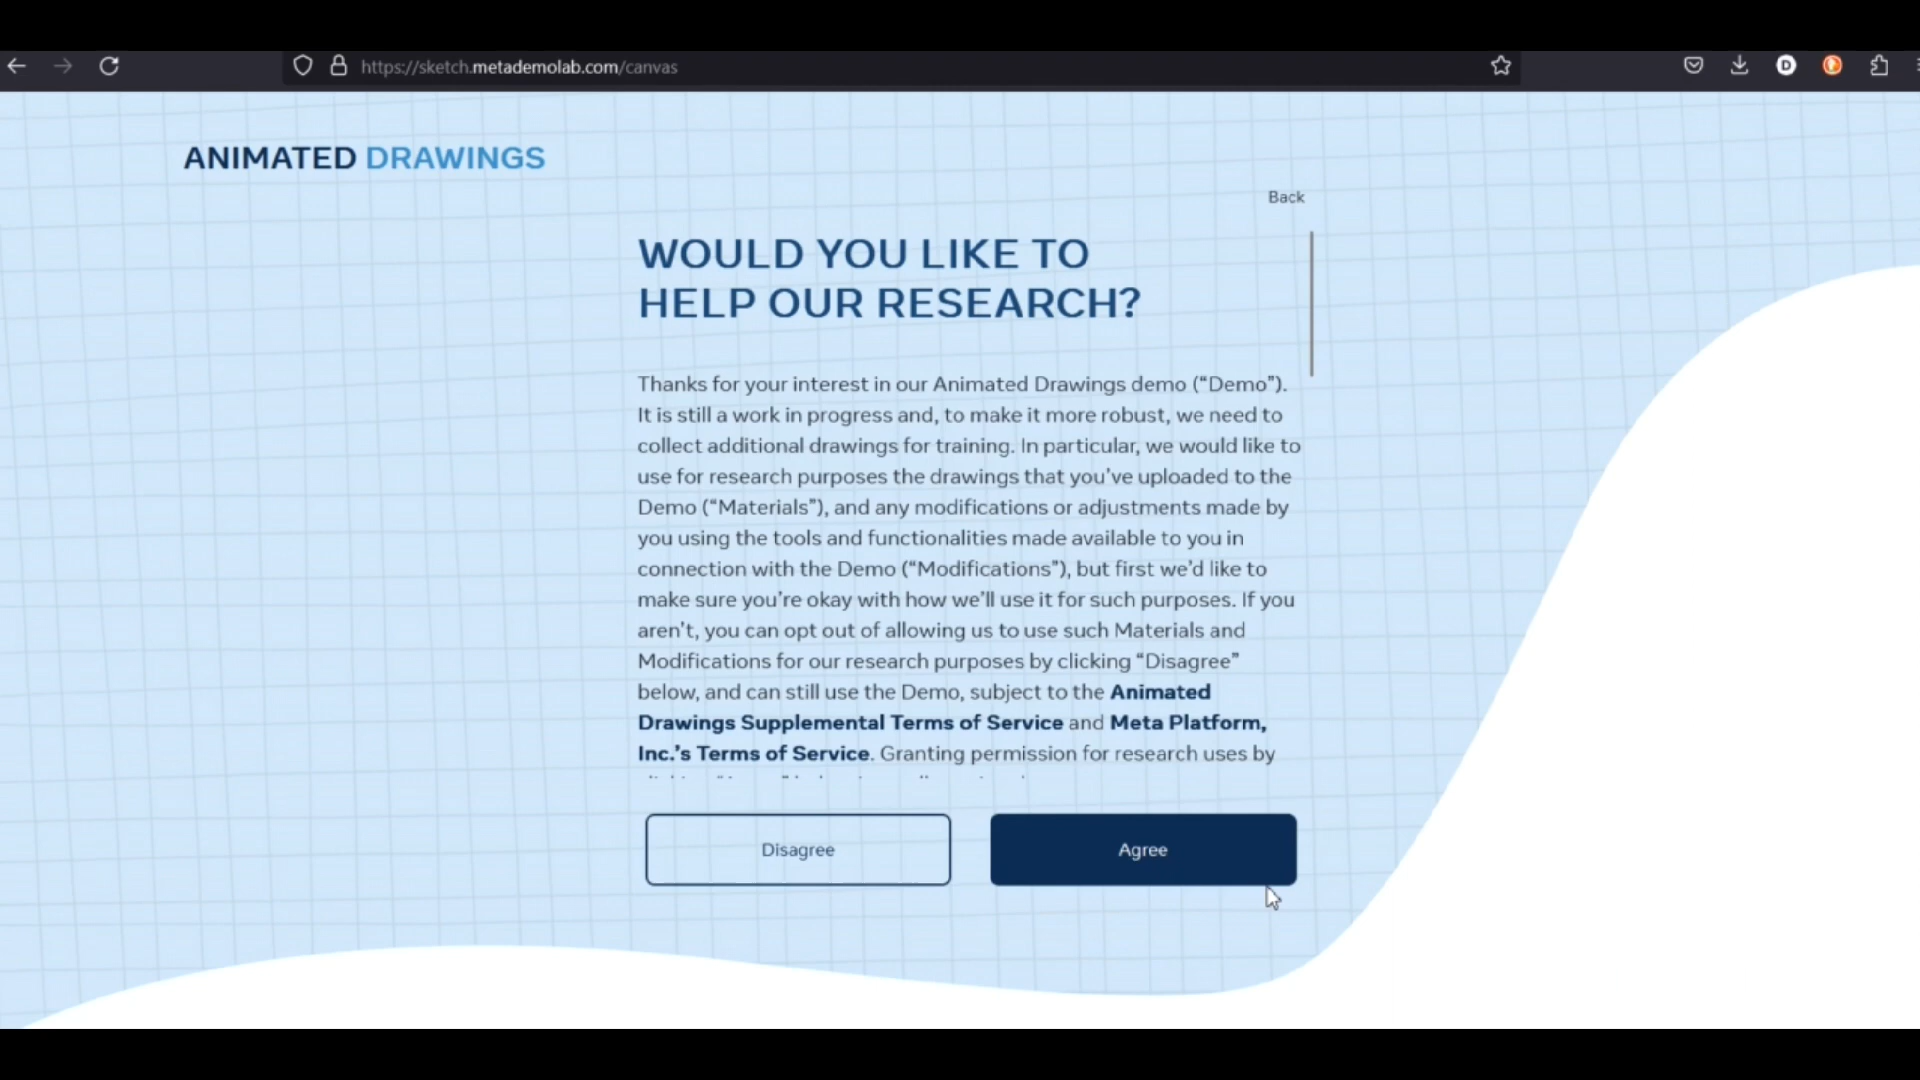 https://sketch.metademolab.com/canvas
D
ANIMATED DRAWINGS
Back
WOULD YOU LIKE TO
HELP OUR RESEARCH?
Thanks for your interest in our Animated Drawings demo (“Demo”).
It is still a work in progress and, to make it more robust, we need to
collect additional drawings for training. In particular, we would like to
use for research purposes the drawings that you’ve uploaded to the
Demo (“Materials”), and any modifications or adjustments made by
you using the tools and functionalities made available to you in
connection with the Demo (“Modifications”), but first we’d like to
make sure you’re okay with how we’ll use it for such purposes. If you
aren’t, you can opt out of allowing us to use such Materials and
Modifications for our research purposes by clicking “Disagree”
below, and can still use the Demo, subject to the Animated
Drawings Supplemental Terms of Service and Meta Platform,
Inc.’s Terms of Service. Granting permission for research uses by
Disagree
Agree